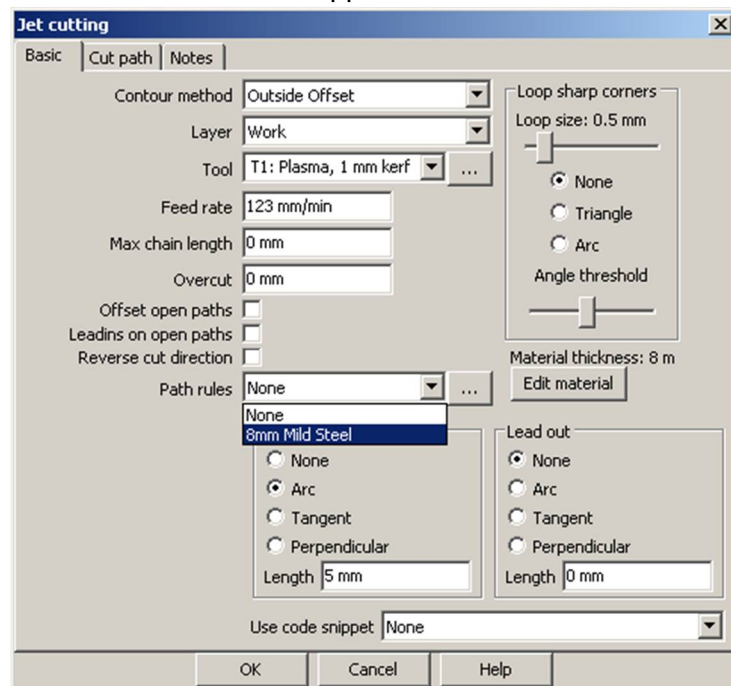 Jet cutting
Basic Cut path Notes
Contour method Outside Offset
Layer Work
Tool T1: Plasma, 1 mm kerf ...
Feed rate 123 mm/min
Max chain length 0 mm
Overcut 0 mm
Offset open paths
Leadins on open paths
Reverse cut direction
Path rules None ...
None
8mm Mild Steel
Loop sharp corners
Loop size: 0.5 mm
None
Triangle
Arc
Angle threshold
Material thickness: 8 m
Edit material
None
Arc
Tangent
Perpendicular
Length 5 mm
Lead out
None
Arc
Tangent
Perpendicular
Length 0 mm
Use code snippet None
OK Cancel Help